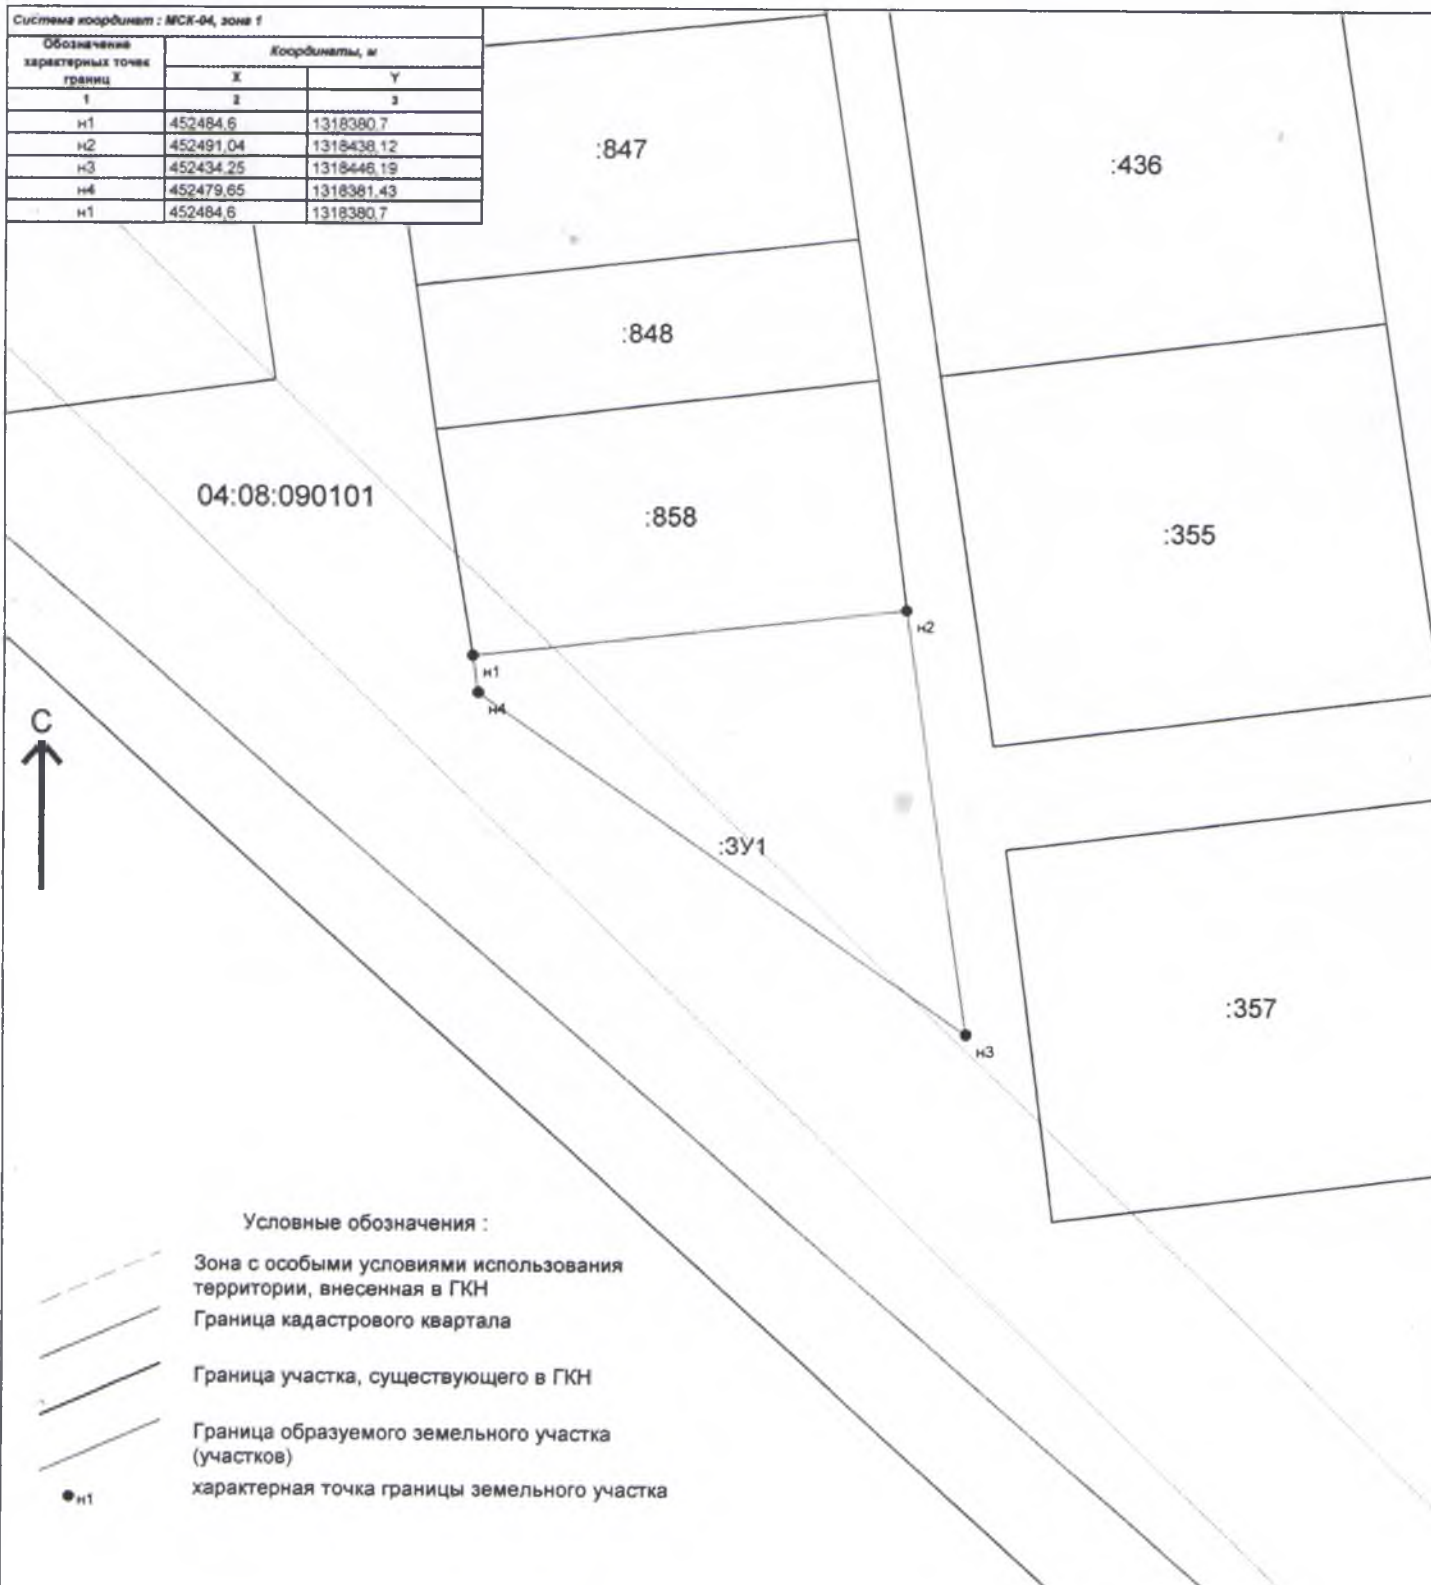 Система координат : МСК-04, зона 1
Обозначение характерных точек границ
Координаты, м
X Y
1 2 3
н1 452484,6 1318380,7
н2 452491,04 1318438,12
н3 452434,25 1318446,19
н4 452479,65 1318381,43
н1 452484,6 1318380,7
:847
:436
:848
04:08:090101
:858
:355
н2
н1
н4
С
:ЗУ1
:357
н3
Условные обозначения :
Зона с особыми условиями использования
территории, внесенная в ГКН
Граница кадастрового квартала
Граница участка, существующего в ГКН
Граница образуемого земельного участка
(участков)
н1 характерная точка границы земельного участка